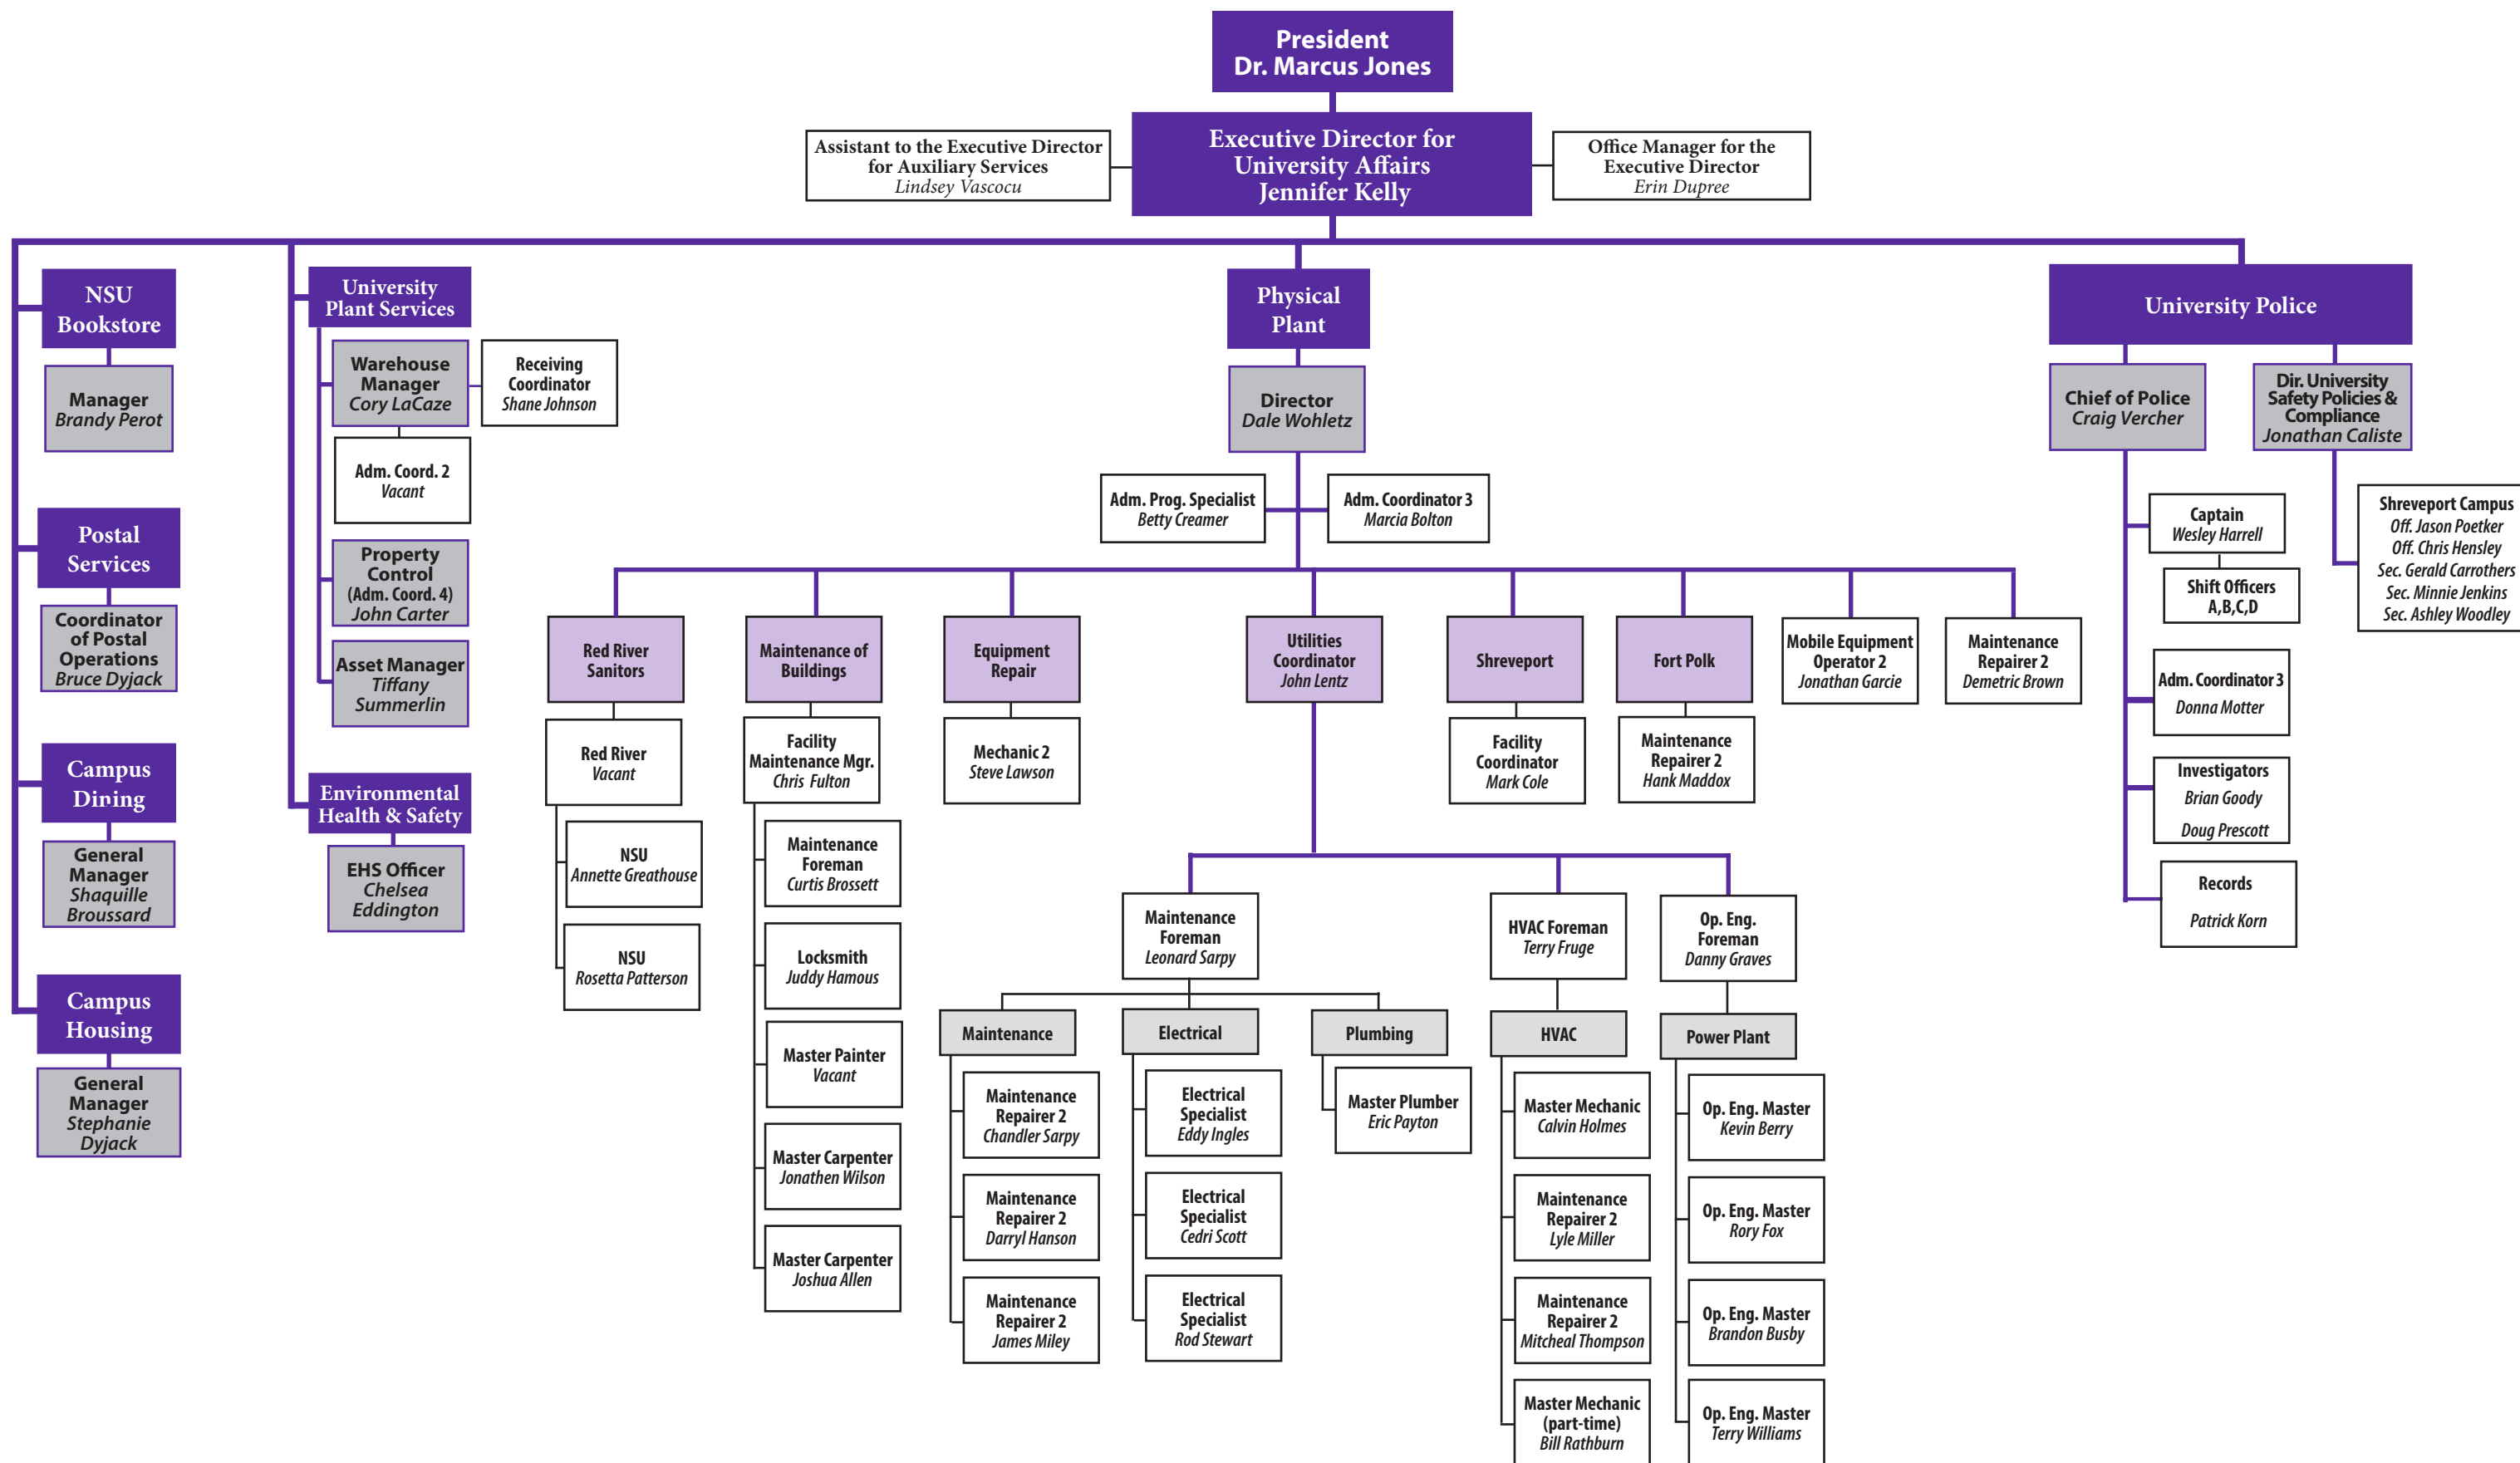 President
Dr. Marcus Jones
Assistant to the Executive Director
for Auxiliary Services
Lindsey Vascocu
Executive Director for
University Affairs
Jennifer Kelly
Office Manager for the
Executive Director
Erin Dupree
NSU
Bookstore
Manager
Brandy Perot
Postal
Services
Coordinator
of Postal
Operations
Bruce Dyjack
Campus
Dining
General
Manager
Shaquille
Broussard
Campus
Housing
General
Manager
Stephanie
Dyjack
University
Plant Services
Warehouse
Manager
Cory LaCaze
Receiving
Coordinator
Shane Johnson
Adm. Coord. 2
Vacant
Property
Control
(Adm. Coord. 4)
John Carter
Asset Manager
Tiffany
Summerlin
Environmental
Health & Safety
EHS Officer
Chelsea
Eddington
Physical
Plant
Director
Dale Wohletz
Adm. Prog. Specialist
Betty Creamer
Adm. Coordinator 3
Marcia Bolton
Red River
Sanitors
Red River
Vacant
NSU
Annette Greathouse
NSU
Rosetta Patterson
Maintenance of
Buildings
Facility
Maintenance Mgr.
Chris Fulton
Maintenance
Foreman
Curtis Brossett
Locksmith
Juddy Hamous
Master Painter
Vacant
Master Carpenter
Jonathen Wilson
Master Carpenter
Joshua Allen
Equipment
Repair
Mechanic 2
Steve Lawson
Utilities
Coordinator
John Lentz
Maintenance
Foreman
Leonard Sarpy
Maintenance
Maintenance
Repairer 2
Chandler Sarpy
Maintenance
Repairer 2
Darryl Hanson
Maintenance
Repairer 2
James Miley
Electrical
Electrical
Specialist
Eddy Ingles
Electrical
Specialist
Cedri Scott
Electrical
Specialist
Rod Stewart
Plumbing
Master Plumber
Eric Payton
HVAC Foreman
Terry Fruge
HVAC
Master Mechanic
Calvin Holmes
Maintenance
Repairer 2
Lyle Miller
Maintenance
Repairer 2
Mitcheal Thompson
Master Mechanic
(part-time)
Bill Rathburn
Op. Eng.
Foreman
Danny Graves
Power Plant
Op. Eng. Master
Kevin Berry
Op. Eng. Master
Rory Fox
Op. Eng. Master
Brandon Busby
Op. Eng. Master
Terry Williams
Shreveport
Facility
Coordinator
Mark Cole
Fort Polk
Maintenance
Repairer 2
Hank Maddox
Mobile Equipment
Operator 2
Jonathan Garcie
Maintenance
Repairer 2
Demetric Brown
University Police
Chief of Police
Craig Vercher
Captain
Wesley Harrell
Shift Officers
A,B,C,D
Adm. Coordinator 3
Donna Motter
Investigators
Brian Goody
Doug Prescott
Records
Patrick Korn
Dir. University
Safety Policies &
Compliance
Jonathan Caliste
Shreveport Campus
Off. Jason Poetker
Off. Chris Hensley
Sec. Gerald Carrothers
Sec. Minnie Jenkins
Sec. Ashley Woodley